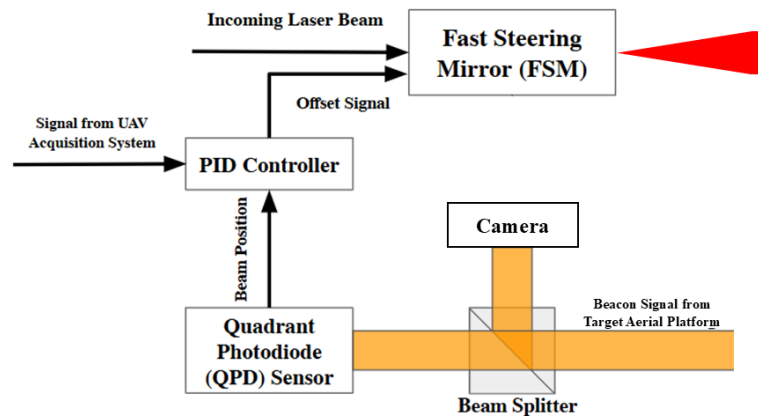 Incoming Laser Beam
Fast Steering
Mirror (FSM)
Offset Signal
Signal from UAV
Acquisition System
PID Controller
Camera
Beam Position
Beacon Signal from
Target Aerial Platform
Quadrant
Photodiode
(QPD) Sensor
Beam Splitter